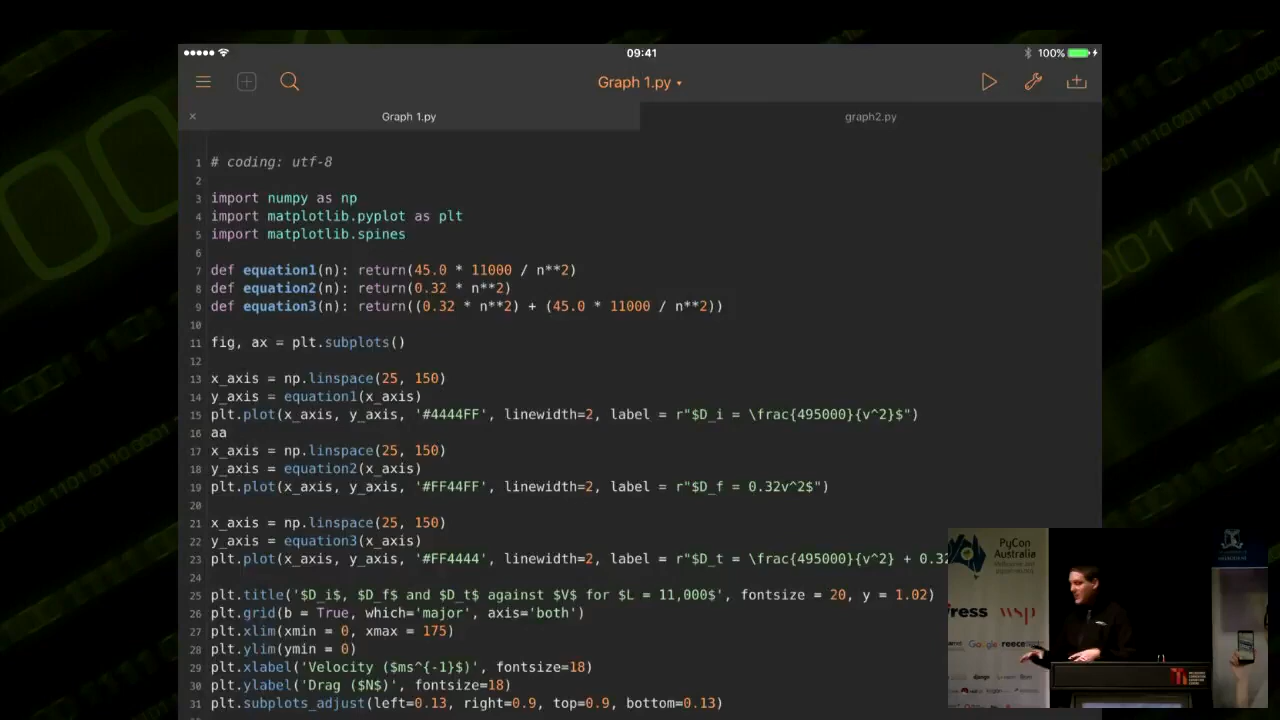 09:41
100%
Graph 1.py
Graph 1.py
graph2.py
1 # coding: utf-8
2
3 import numpy as np
4 import matplotlib.pyplot as plt
5 import matplotlib.spines
6
7 def equation1(n): return(45.0 * 11000 / n**2)
8 def equation2(n): return(0.32 * n**2)
9 def equation3(n): return((0.32 * n**2) + (45.0 * 11000 / n**2))
10
11 fig, ax = plt.subplots()
12
13 x_axis = np.linspace(25, 150)
14 y_axis = equation1(x_axis)
15 plt.plot(x_axis, y_axis, '#4444FF', linewidth=2, label = r"$D_i = \frac{495000}{v^2}$")
16 aa
17 x_axis = np.linspace(25, 150)
18 y_axis = equation2(x_axis)
19 plt.plot(x_axis, y_axis, '#FF44FF', linewidth=2, label = r"$D_f = 0.32v^2$")
20
21 x_axis = np.linspace(25, 150)
22 y_axis = equation3(x_axis)
23 plt.plot(x_axis, y_axis, '#FF4444', linewidth=2, label = r"$D_t = \frac{495000}{v^2} + 0.32
24
25 plt.title('$D_i$, $D_f$ and $D_t$ against $V$ for $L = 11,000$', fontsize = 20, y = 1.02)
26 plt.grid(b = True, which='major', axis='both')
27 plt.xlim(xmin = 0, xmax = 175)
28 plt.ylim(ymin = 0)
29 plt.xlabel('Velocity ($ms^{-1}$)', fontsize=18)
30 plt.ylabel('Drag ($N$)', fontsize=18)
31 plt.subplots_adjust(left=0.13, right=0.9, top=0.9, bottom=0.13)
PyCon
Australia
ress
wsp
Google
reece